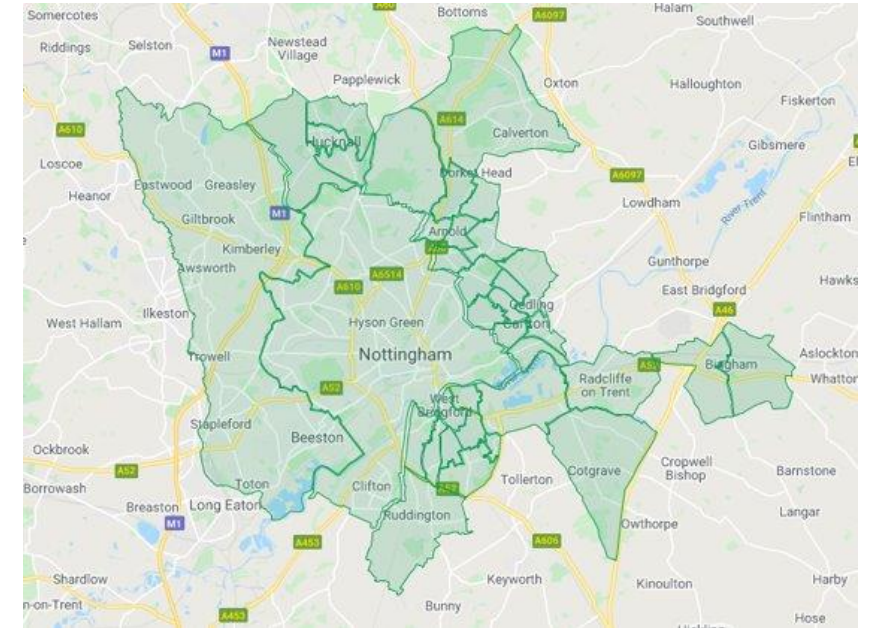 Somercotes
Bottoms
A6097
Halam
Southwell
Riddings
Selston
M1
Newstead
Village
Papplewick
Oxton
Halloughton
Fiskerton
A610
A614
Hucknall
Calverton
Gibsmere
Loscoe
Heanor
Eastwood
Greasley
Dorket Head
A6097
Lowdham
River Trent
Flintham
Giltbrook
M1
Arnold
Kimberley
Gunthorpe
Awsworth
A6514
A610
East Bridgford
Hawks
Ilkeston
Gedling
A46
West Hallam
Hyson Green
Carlton
Nottingham
Trowell
A52
Bingham
Aslockton
Radcliffe
on Trent
Whatton
A52
West
Bridgford
Stapleford
Beeston
Ockbrook
A52
Cotgrave
Cropwell
Bishop
Barnstone
Borrowash
Toton
Clifton
A52
Tollerton
Breaston
Long Eaton
Ruddington
Langar
M1
Owthorpe
A453
A606
Shardlow
Keyworth
Kinoulton
Harby
n-on-Trent
Bunny
A453
Hose